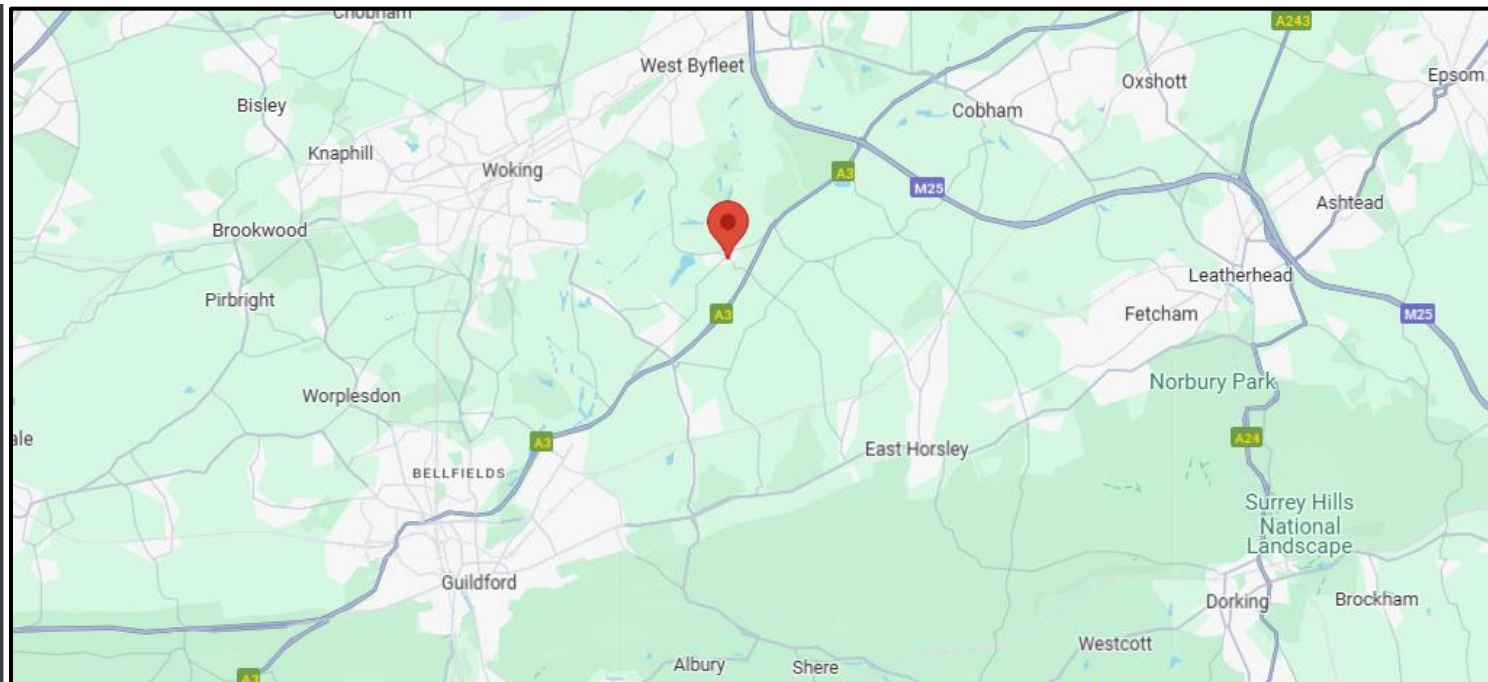 Chobham
A243
West Byfleet
Oxshott
Epsom
Bisley
Cobham
Knaphill
Woking
A3
M25
Ashtead
Brookwood
Leatherhead
Pirbright
A3
Fetcham
M25
Norbury Park
Worplesdon
ale
A3
A24
East Horsley
BELLFIELDS
Surrey Hills
National
Landscape
Guildford
Dorking
Brockham
Westcott
Albury
Shere
A3